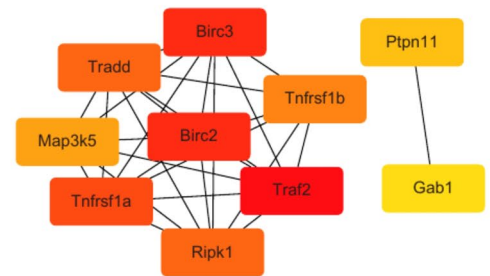 Birc3
Ptpn11
Tradd
Tnfrsf1b
Map3k5
Birc2
Traf2
Gab1
Tnfrsf1a
Ripk1